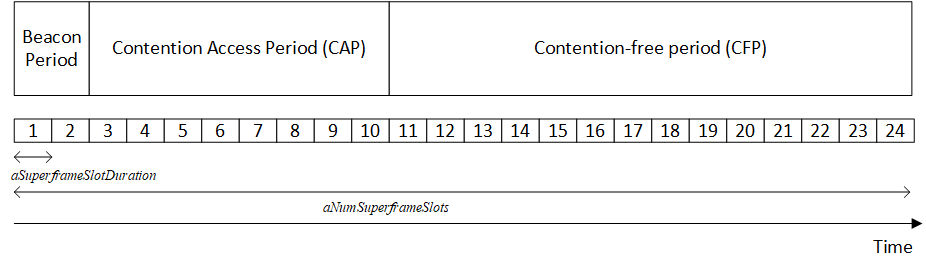 Beacon
Period
Contention Access Period (CAP)
Contention-free period (CFP)
1 2 3 4 5 6 7 8 9 10 11 12 13 14 15 16 17 18 19 20 21 22 23 24
aSuperframeSlotDuration
aNumSuperframeSlots
Time